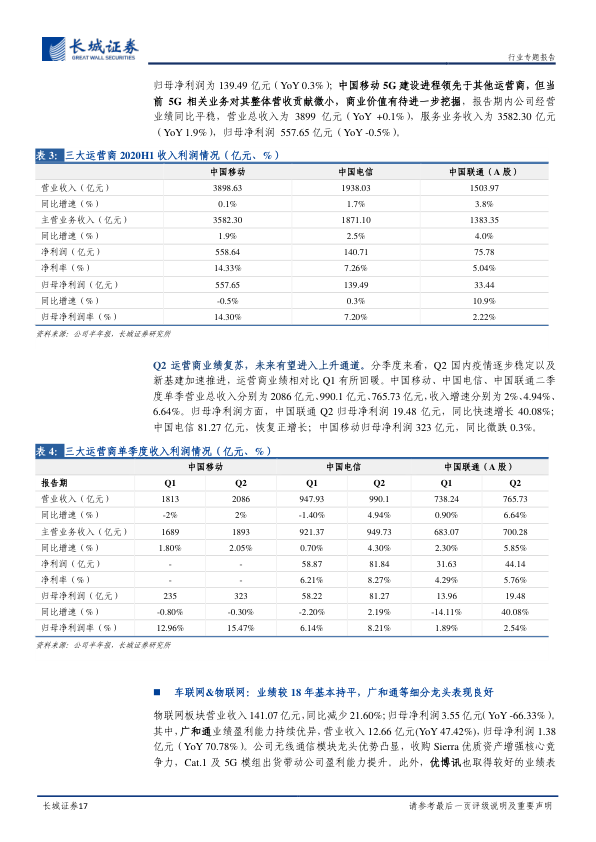 长城证券
GREAT WALL SECURITIES
行业专题报告
归母净利润为 139.49 亿元（YoY 0.3%）；中国移动 5G 建设进程领先于其他运营商，但当
前 5G 相关业务对其整体营收贡献微小，商业价值有待进一步挖掘，报告期内公司经营
业绩同比平稳，营业总收入为 3899 亿元（YoY +0.1%），服务业务收入为 3582.30 亿元
（YoY 1.9%），归母净利润 557.65 亿元（YoY -0.5%）。
表 3：三大运营商 2020H1 收入利润情况（亿元、%）
中国移动 中国电信 中国联通（A 股）
营业收入（亿元） 3898.63 1938.03 1503.97
同比增速（%） 0.1% 1.7% 3.8%
主营业务收入（亿元） 3582.30 1871.10 1383.35
同比增速（%） 1.9% 2.5% 4.0%
净利润（亿元） 558.64 140.71 75.78
净利率（%） 14.33% 7.26% 5.04%
归母净利润（亿元） 557.65 139.49 33.44
同比增速（%） -0.5% 0.3% 10.9%
归母净利润率（%） 14.30% 7.20% 2.22%
资料来源：公司半年报，长城证券研究所
Q2 运营商业绩复苏，未来有望进入上升通道。分季度来看，Q2 国内疫情逐步稳定以及
新基建加速推进，运营商业绩相对比 Q1 有所回暖。中国移动、中国电信、中国联通二季
度单季营业总收入分别为 2086 亿元、990.1 亿元、765.73 亿元，收入增速分别为 2%、4.94%、
6.64%。归母净利润方面，中国联通 Q2 归母净利润 19.48 亿元，同比快速增长 40.08%；
中国电信 81.27 亿元，恢复正增长；中国移动归母净利润 323 亿元，同比微跌 0.3%。
表 4：三大运营商单季度收入利润情况（亿元、%）
中国移动 中国电信 中国联通（A 股）
报告期 Q1 Q2 Q1 Q2 Q1 Q2
营业收入（亿元） 1813 2086 947.93 990.1 738.24 765.73
同比增速（%） -2% 2% -1.40% 4.94% 0.90% 6.64%
主营业务收入（亿元） 1689 1893 921.37 949.73 683.07 700.28
同比增速（%） 1.80% 2.05% 0.70% 4.30% 2.30% 5.85%
净利润（亿元） - - 58.87 81.84 31.63 44.14
净利率（%） - - 6.21% 8.27% 4.29% 5.76%
归母净利润（亿元） 235 323 58.22 81.27 13.96 19.48
同比增速（%） -0.80% -0.30% -2.20% 2.19% -14.11% 40.08%
归母净利润率（%） 12.96% 15.47% 6.14% 8.21% 1.89% 2.54%
资料来源：公司半年报，长城证券研究所
■ 车联网&物联网：业绩较 18 年基本持平，广和通等细分龙头表现良好
物联网板块营业收入 141.07 亿元，同比减少 21.60%；归母净利润 3.55 亿元（YoY -66.33%）。
其中，广和通业绩盈利能力持续优异，营业收入 12.66 亿元(YoY 47.42%)，归母净利润 1.38
亿元（YoY 70.78%）。公司无线通信模块龙头优势凸显，收购 Sierra 优质资产增强核心竞
争力，Cat.1 及 5G 模组出货带动公司盈利能力提升。此外，优博讯也取得较好的业绩表
长城证券17
请参考最后一页评级说明及重要声明